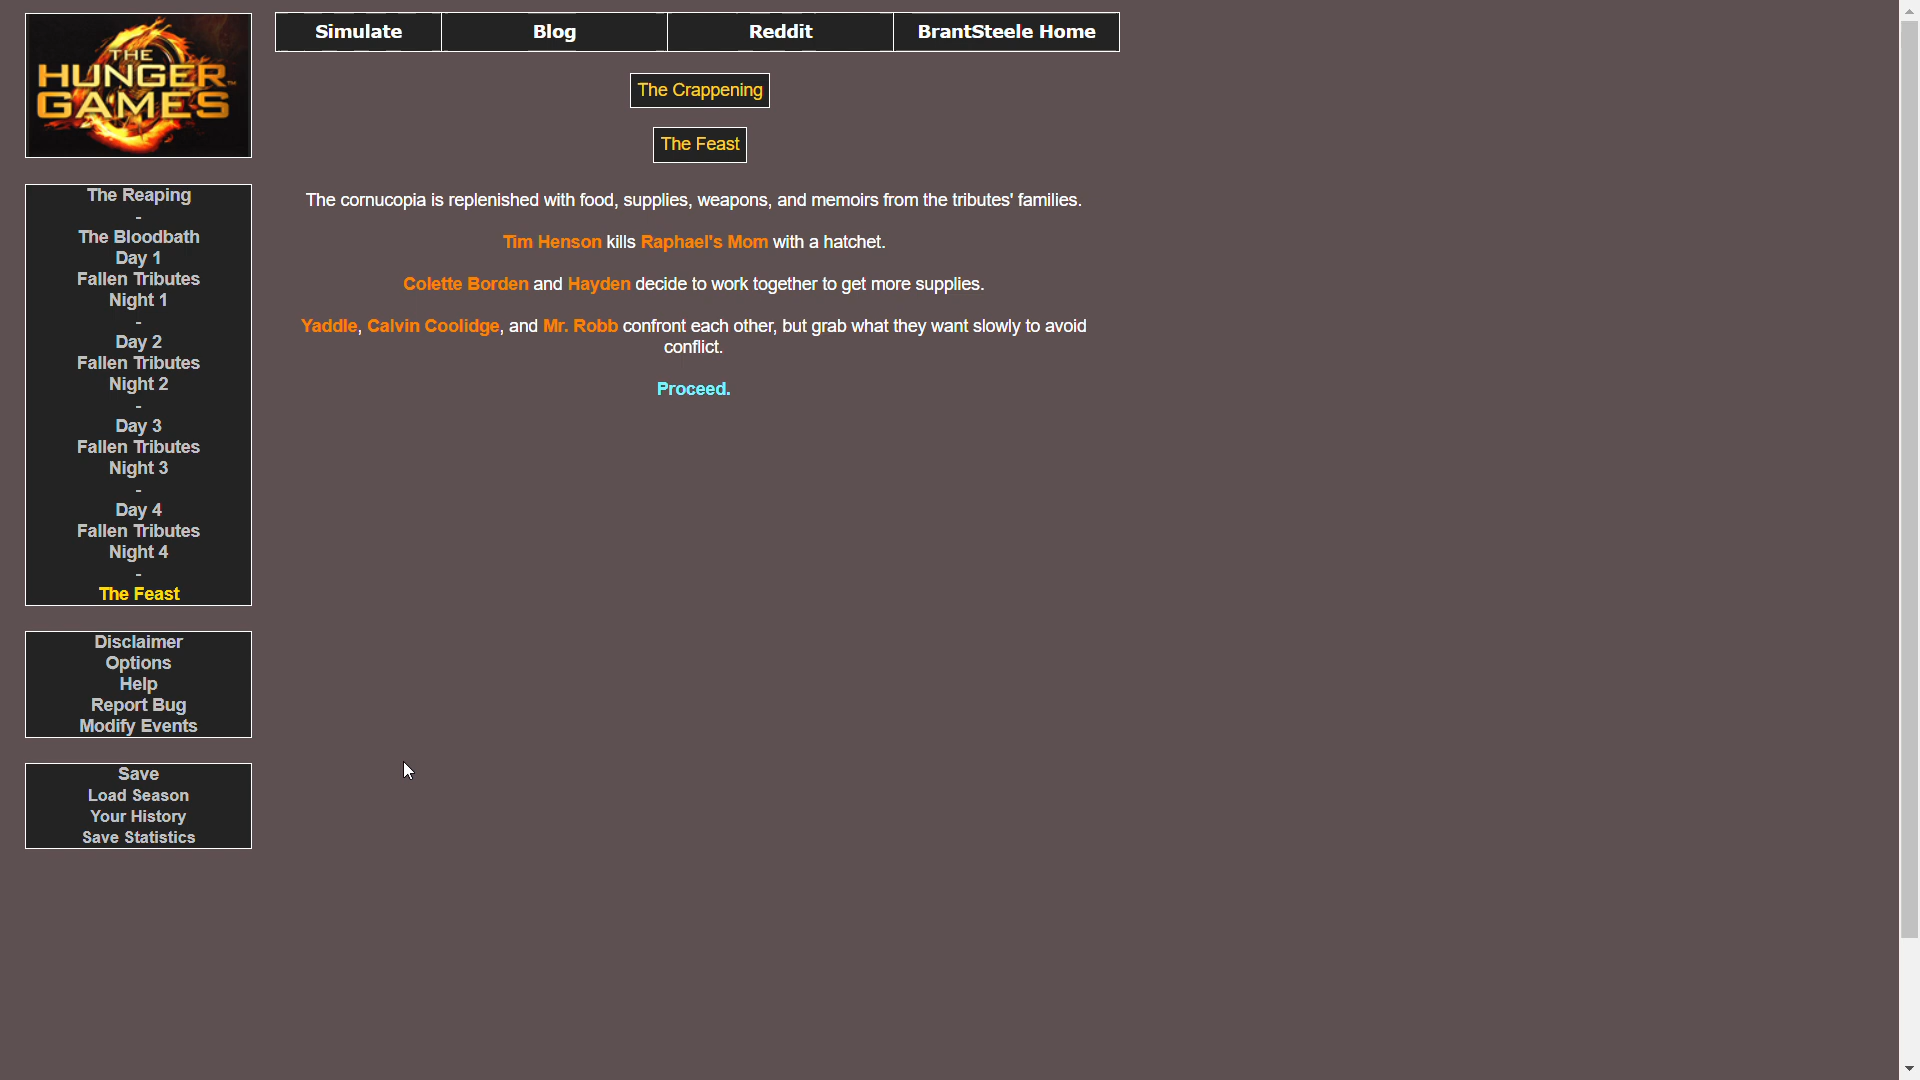 THE
HUNGER
GAMES
Simulate
Blog
Reddit
BrantSteele Home
The Crappening
The Feast
The cornucopia is replenished with food, supplies, weapons, and memoirs from the tributes' families.
Tim Henson kills Raphael's Mom with a hatchet.
Colette Borden and Hayden decide to work together to get more supplies.
Yaddle, Calvin Coolidge, and Mr. Robb confront each other, but grab what they want slowly to avoid
conflict.
Proceed.
The Reaping
-
The Bloodbath
Day 1
Fallen Tributes
Night 1
-
Day 2
Fallen Tributes
Night 2
-
Day 3
Fallen Tributes
Night 3
-
Day 4
Fallen Tributes
Night 4
-
The Feast
Disclaimer
Options
Help
Report Bug
Modify Events
Save
Load Season
Your History
Save Statistics